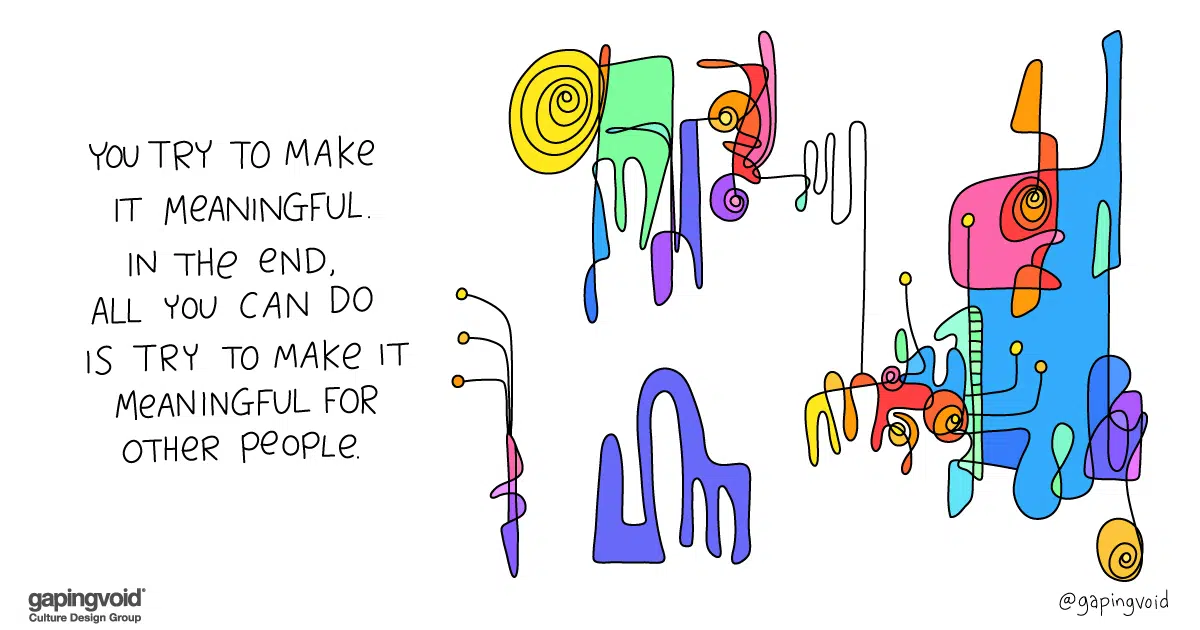 YOU TRY TO MAKE
IT MEANINGFUL.
IN THE END,
ALL YOU CAN DO
IS TRY TO MAKE IT
MEANINGFUL FOR
OTHER PEOPLE.
gapingvoid®
Culture Design Group
@gapingvoid